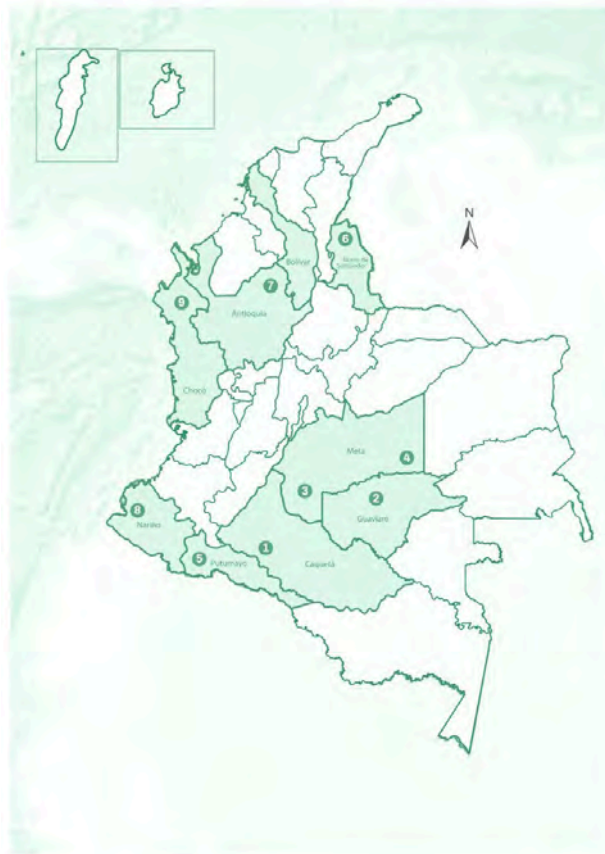 N
6
Norte de
Santander
Bolívar
7
9
Antioquia
Chocó
Meta
4
3
2
Guaviare
8
Nariño
1
5
Putumayo
Caquetá